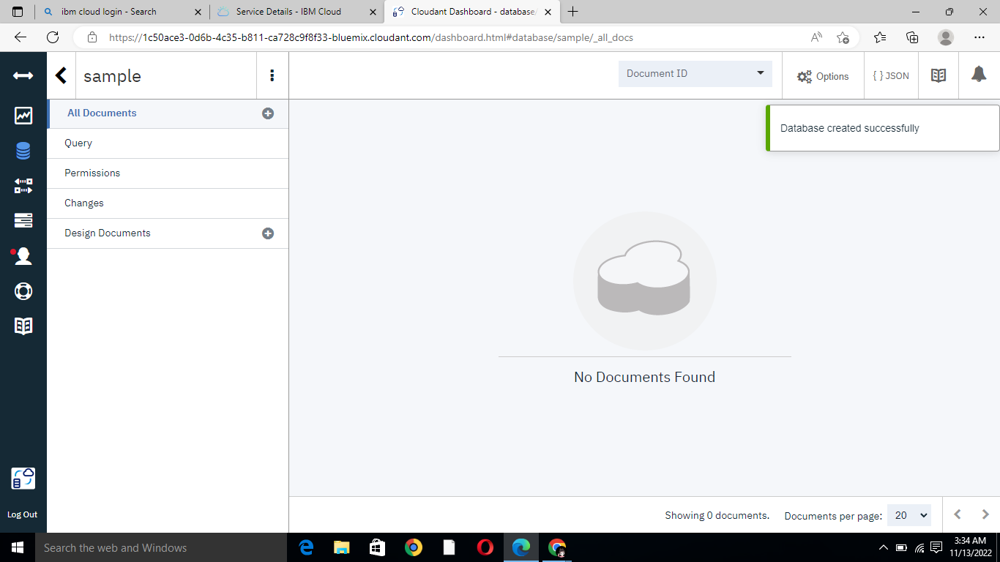 ibm cloud login - Search
Service Details - IBM Cloud
Cloudant Dashboard - database/
https://1c50ace3-0d6b-4c35-b811-ca728c9f8f33-bluemix.cloudant.com/dashboard.html#database/sample/_all_docs
sample
Document ID
Options
{ } JSON
All Documents
Database created successfully
Query
Permissions
Changes
Design Documents
No Documents Found
Log Out
Showing 0 documents.
Documents per page:
20
Search the web and Windows
3:34 AM
11/13/2022